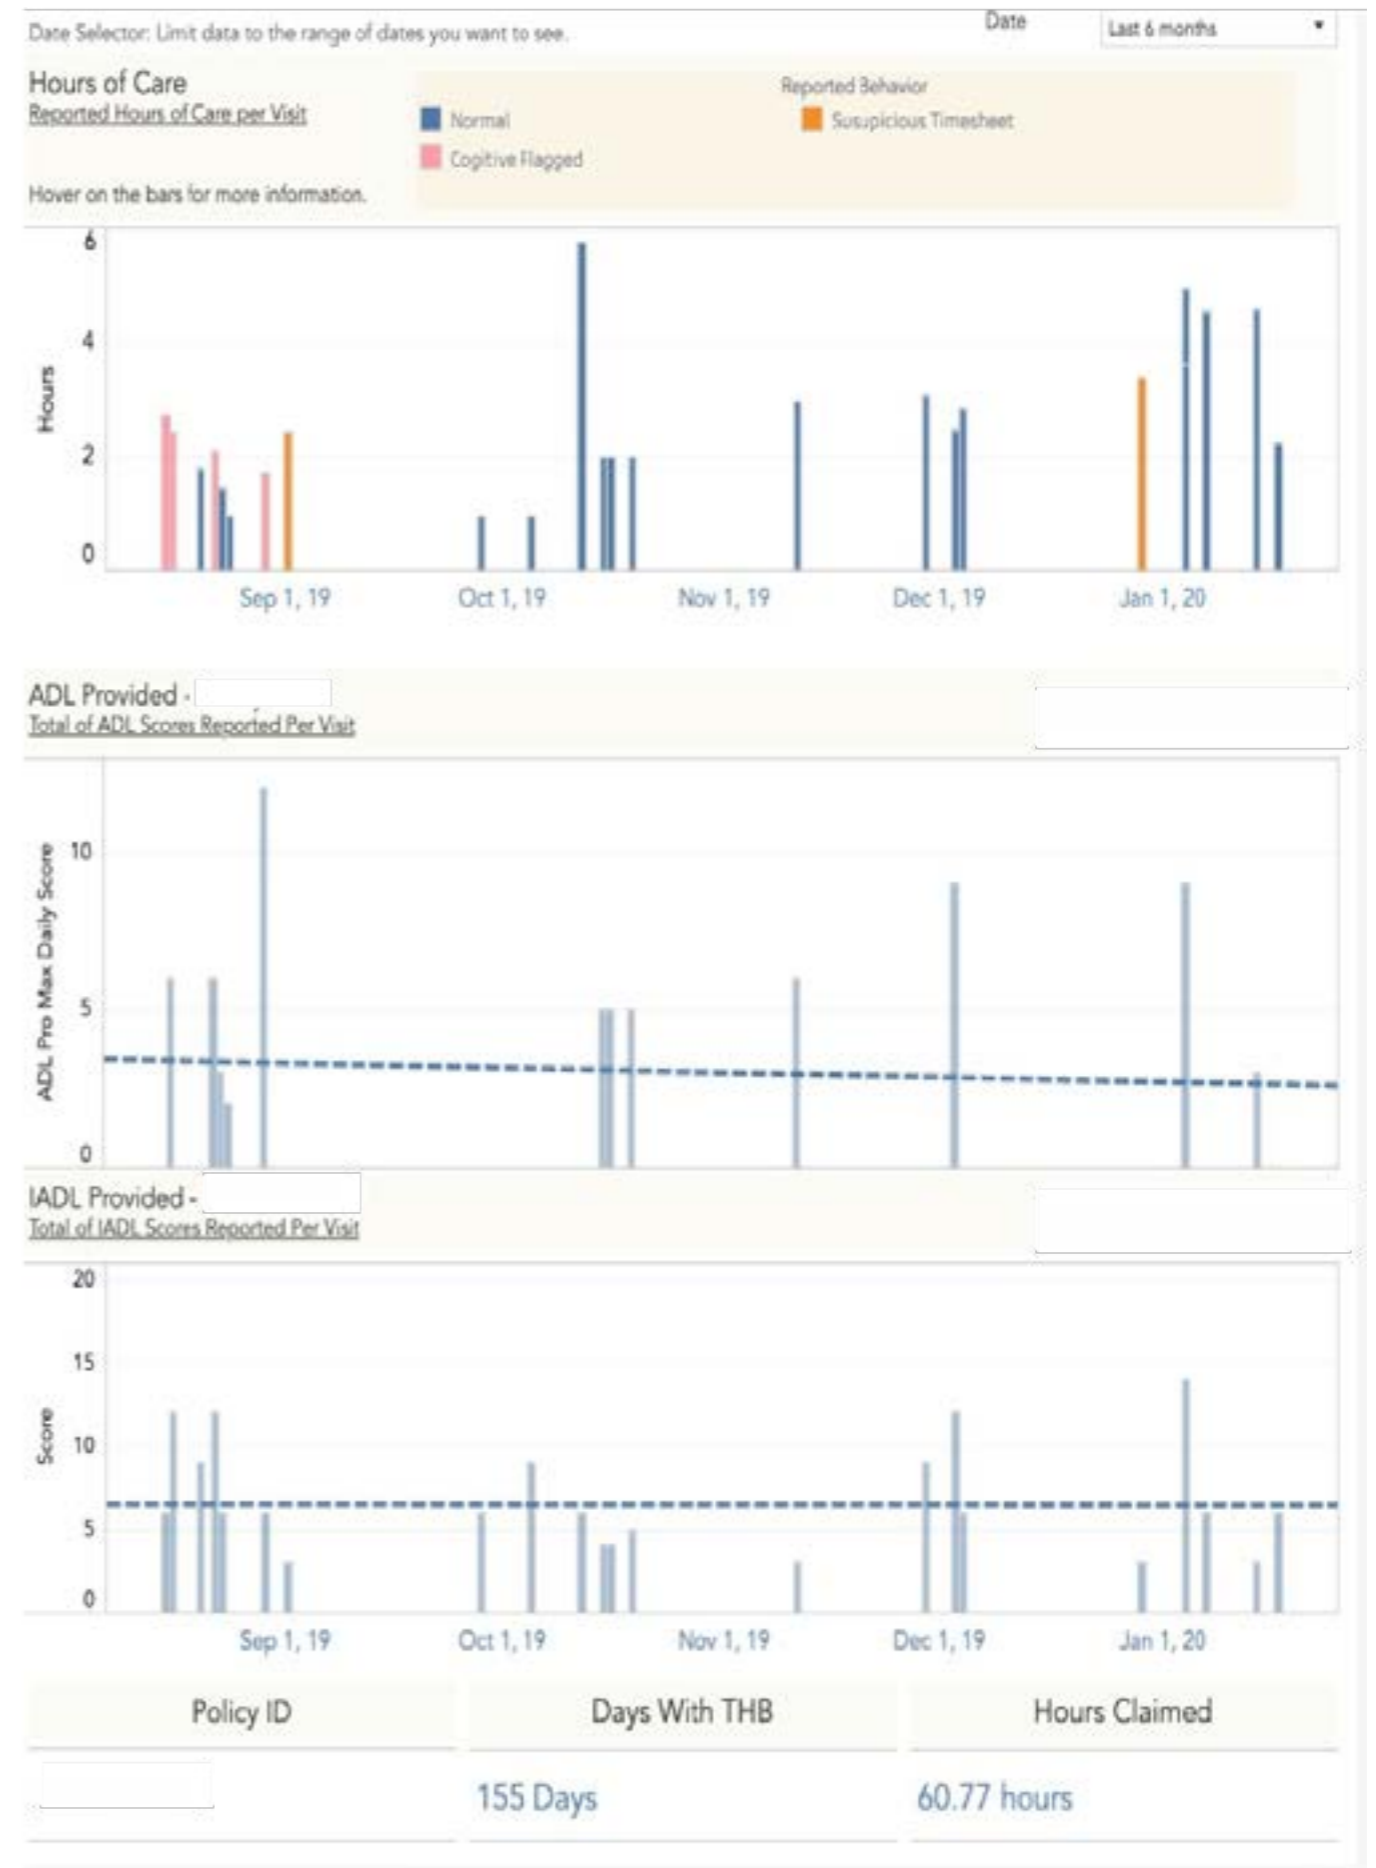 Date Selector: Limit data to the range of dates you want to see.
Date
Last 6 months
Hours of Care
Reported Hours of Care per Visit
Hover on the bars for more information.
Reported Behavior
Normal
Susupicious Timesheet
Cogitive Flagged
6
4
2
0
Hours
Sep 1, 19
Oct 1, 19
Nov 1, 19
Dec 1, 19
Jan 1, 20
ADL Provided -
Total of ADL Scores Reported Per Visit
10
5
0
ADL Pro Max Daily Score
IADL Provided -
Total of IADL Scores Reported Per Visit
20
15
10
5
0
Score
Sep 1, 19
Oct 1, 19
Nov 1, 19
Dec 1, 19
Jan 1, 20
Policy ID
Days With THB
Hours Claimed
155 Days
60.77 hours